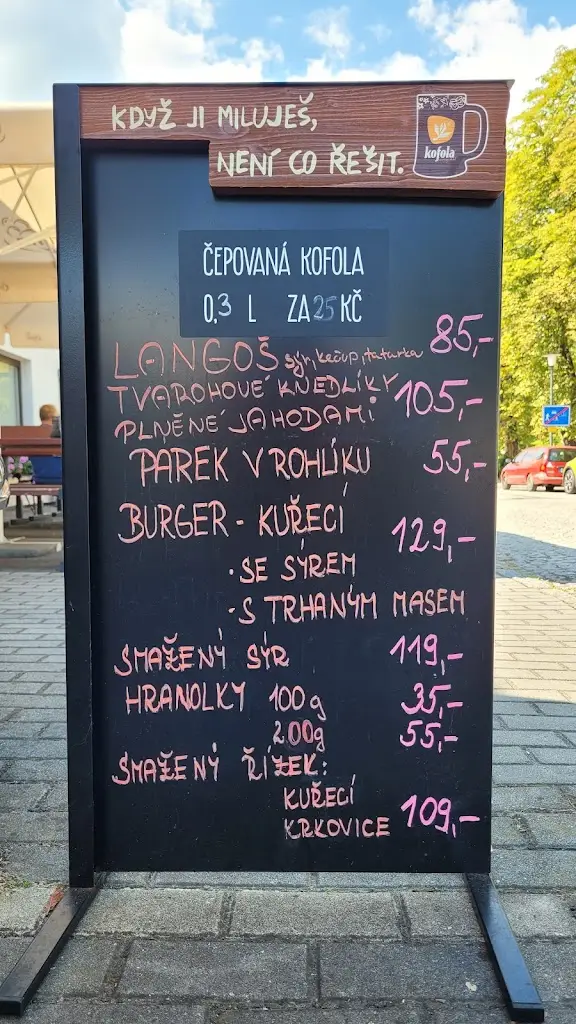 KDYŽ JI MILUJEŠ,
NENÍ CO ŘEŠIT.
kofola
ČEPOVANÁ KOFOLA
0,3 L ZA 25 KČ
LANGOŠ sýr, kečup, tatarka 85,-
TVAROHOVÉ KNEDLÍKY 105,-
PLNĚNÉ JAHODAMI
PAREK V ROHLÍKU 55,-
BURGER - KUŘECÍ 129,-
· SE SÝREM
· S TRHANÝM MASEM
SMAŽENÝ SÝR 119,-
HRANOLKY 100g 35,-
200g 55,-
SMAŽENÝ ŘÍZEK:
KUŘECÍ
KRKOVICE 109,-